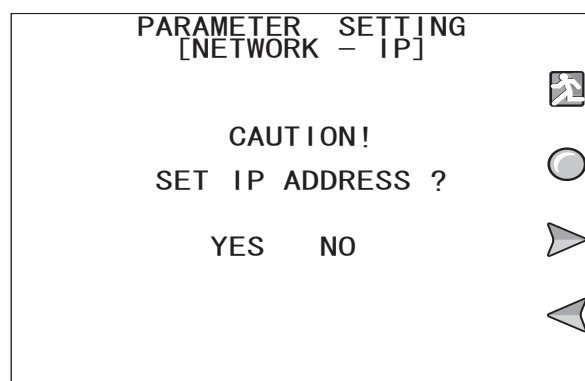 PARAMETER SETTING
[NETWORK – IP]
CAUTION!
SET IP ADDRESS ?
YES NO